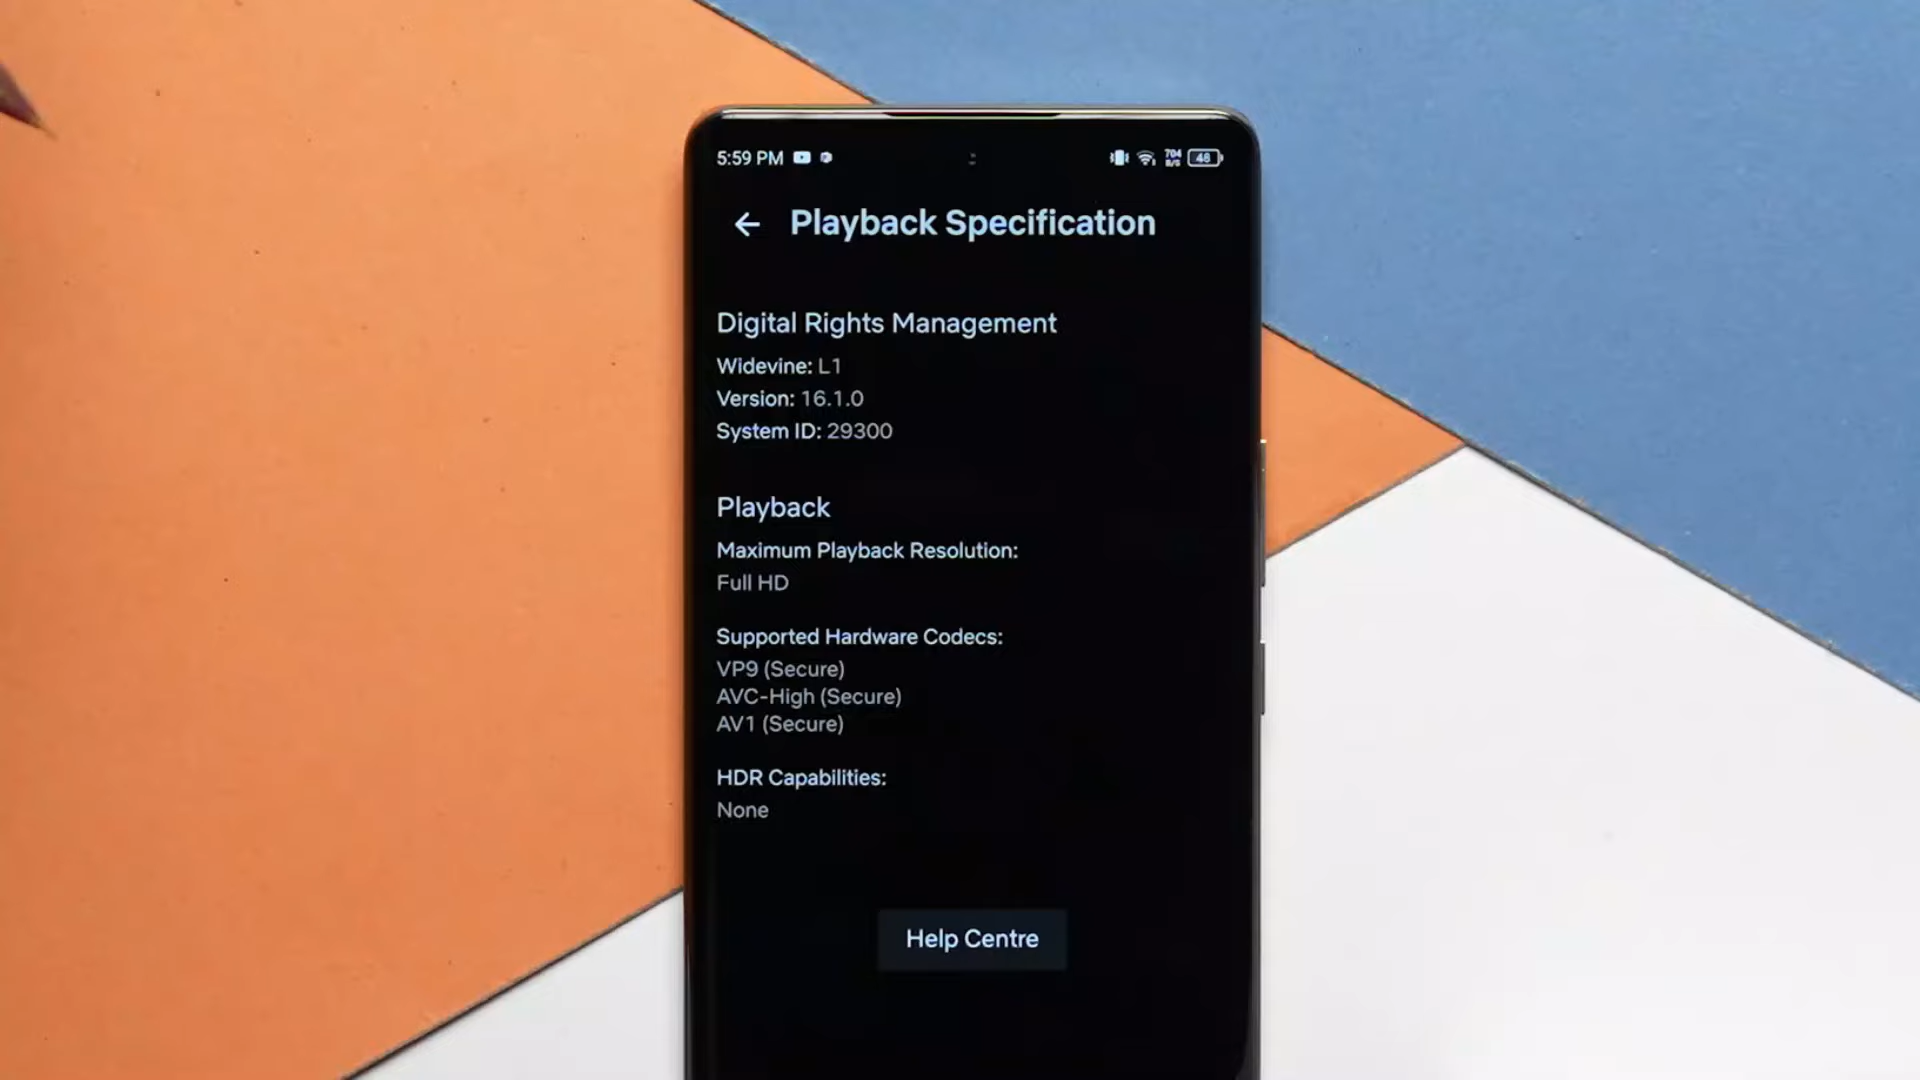 5:59 PM 704 B/S 46
Playback Specification
Digital Rights Management
Widevine: L1
Version: 16.1.0
System ID: 29300
Playback
Maximum Playback Resolution:
Full HD
Supported Hardware Codecs:
VP9 (Secure)
AVC-High (Secure)
AV1 (Secure)
HDR Capabilities:
None
Help Centre